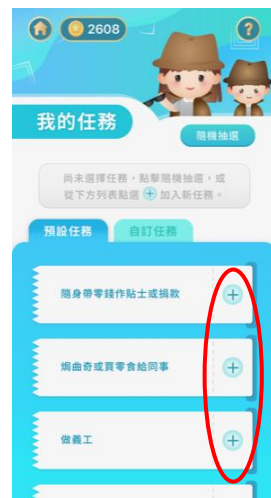 2608
?
我的任務
隨機抽選
尚未選擇任務,點擊隨機抽選,或
從下方列表點選 ⊕ 加入新任務。
預設任務 自訂任務
隨身帶零錢作貼士或捐款
焗曲奇或買零食給同事
做義工